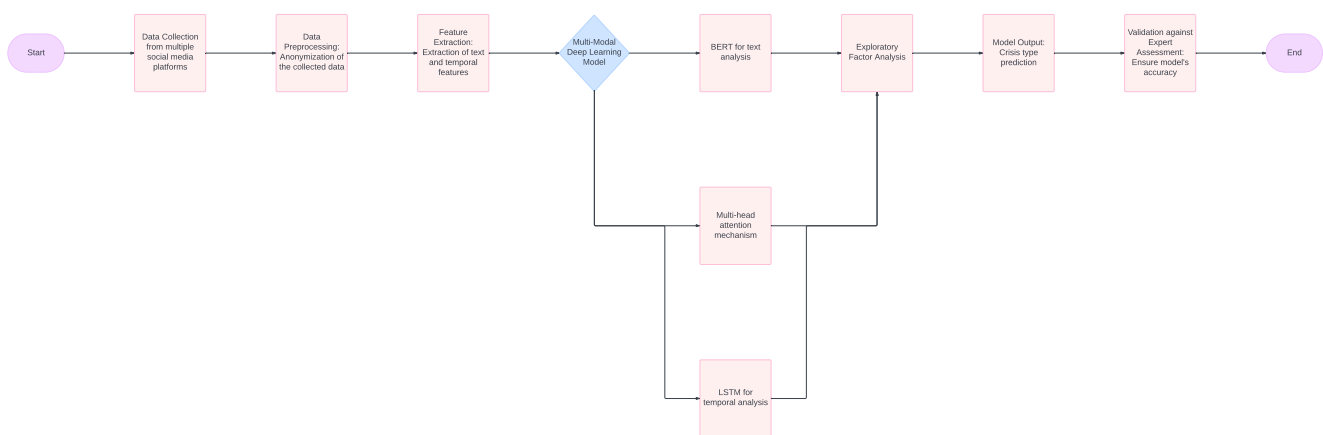 Start
Data Collection
from multiple
social media
platforms
Data
Preprocessing:
Anonymization of
the collected data
Feature
Extraction:
Extraction of text
and temporal
features
Multi-Modal
Deep Learning
Model
BERT for text
analysis
Exploratory
Factor Analysis
Model Output:
Crisis type
prediction
Validation against
Expert
Assessment:
Ensure model's
accuracy
End
Multi-head
attention
mechanism
LSTM for
temporal analysis